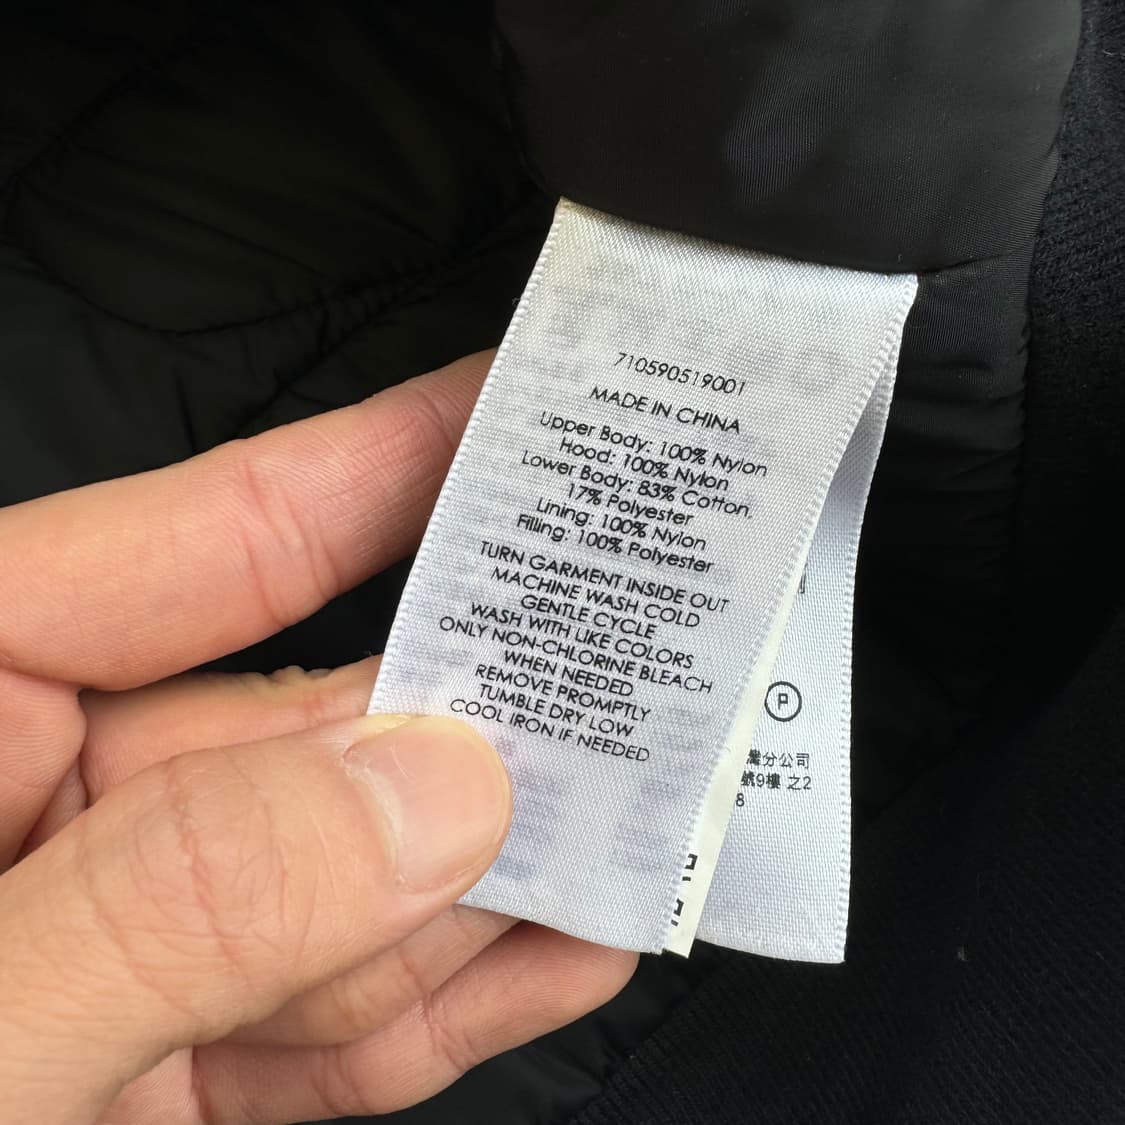 710590519001
MADE IN CHINA
Upper Body: 100% Nylon
Hood: 100% Nylon
Lower Body: 83% Cotton,
17% Polyester
Lining: 100% Nylon
Filling: 100% Polyester
TURN GARMENT INSIDE OUT
MACHINE WASH COLD
GENTLE CYCLE
WASH WITH LIKE COLORS
ONLY NON-CHLORINE BLEACH
WHEN NEEDED
REMOVE PROMPTLY
TUMBLE DRY LOW
COOL IRON IF NEEDED
P
灣分公司
號9樓 之2
8